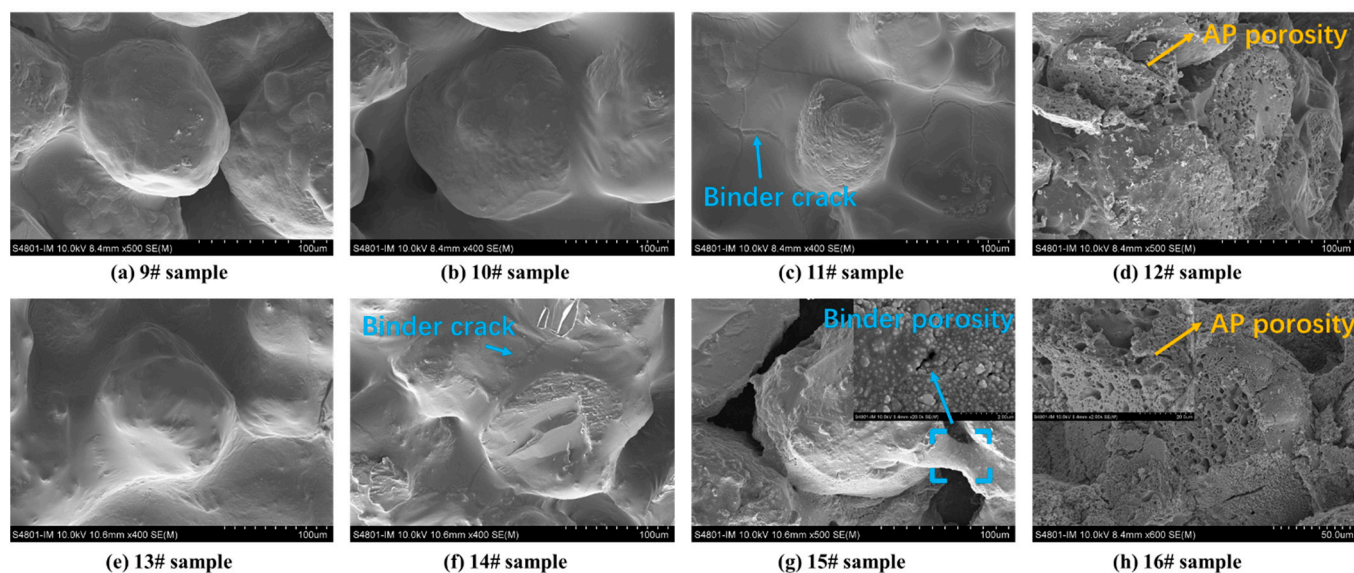 AP porosity
Binder crack
S4801-IM 10.0kV 8.4mm x500 SE(M)
100um
S4801-IM 10.0kV 8.4mm x400 SE(M)
100um
S4801-IM 10.0kV 8.4mm x400 SE(M)
100um
S4801-IM 10.0kV 8.4mm x500 SE(M)
100um
(a) 9# sample
(b) 10# sample
(c) 11# sample
(d) 12# sample
Binder crack
Binder porosity
AP porosity
S4801-IM 10.0kV 10.6mm x400 SE(M)
100um
S4801-IM 10.0kV 10.6mm x400 SE(M)
100um
S4801-IM 10.0kV 10.6mm x500 SE(M)
100um
S4801-IM 10.0kV 8.4mm x600 SE(M)
50.0um
(e) 13# sample
(f) 14# sample
(g) 15# sample
(h) 16# sample